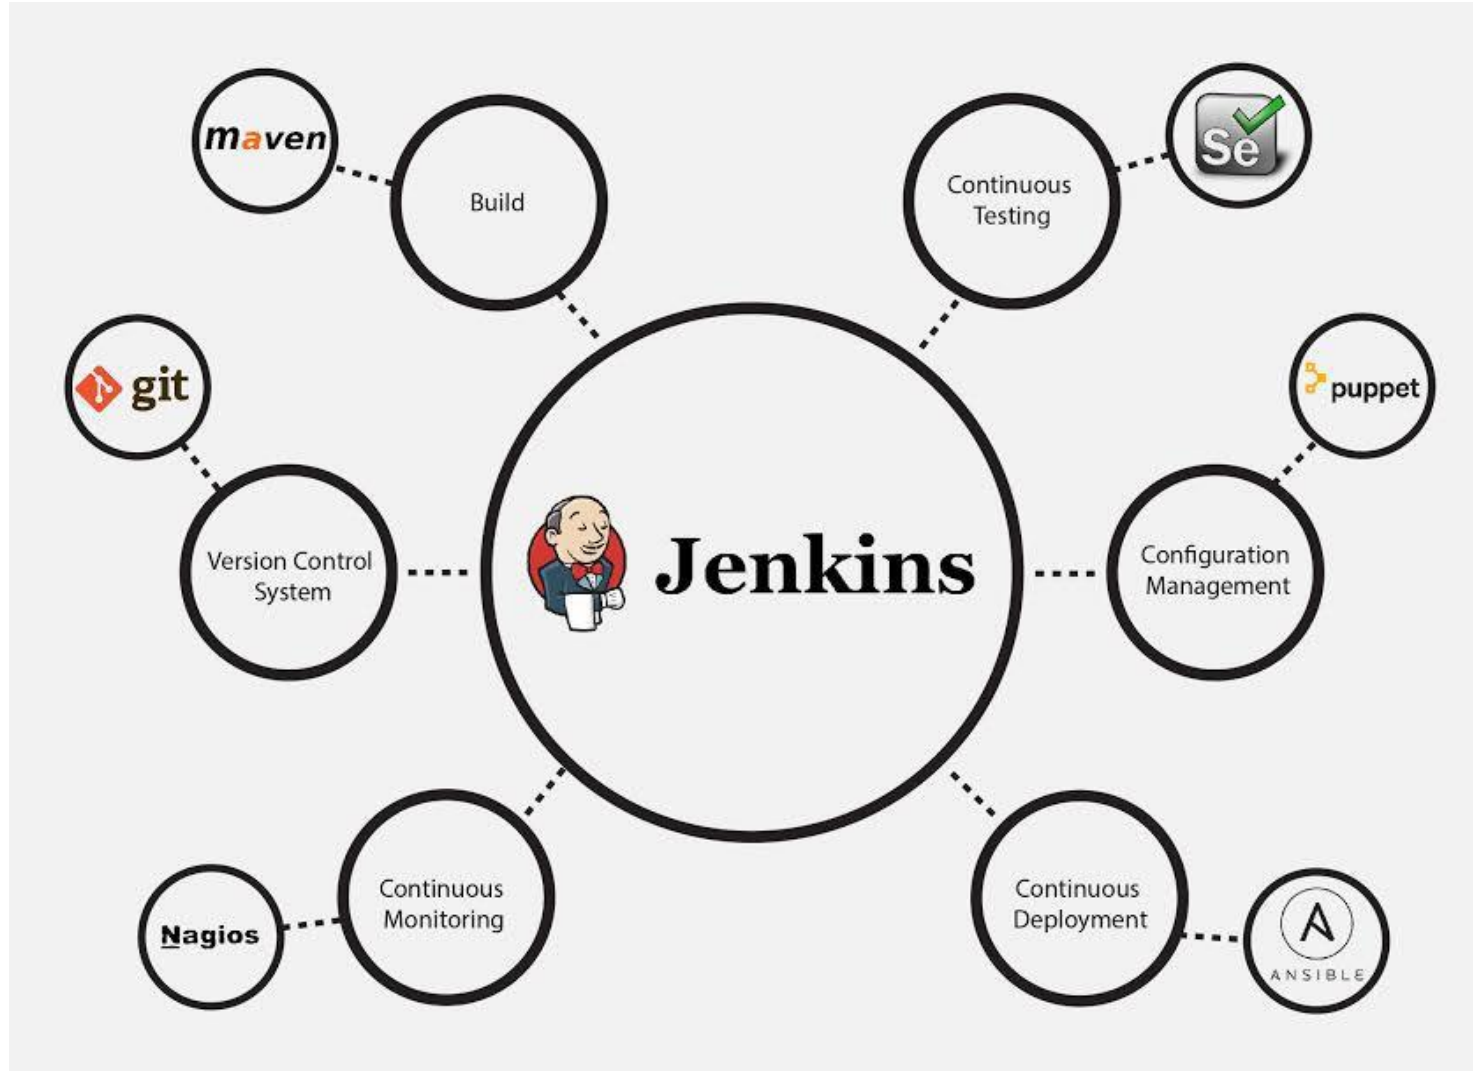 maven
Build
Continuous
Testing
Se
git
Version Control
System
Jenkins
puppet
Configuration
Management
Nagios
Continuous
Monitoring
Continuous
Deployment
ANSIBLE